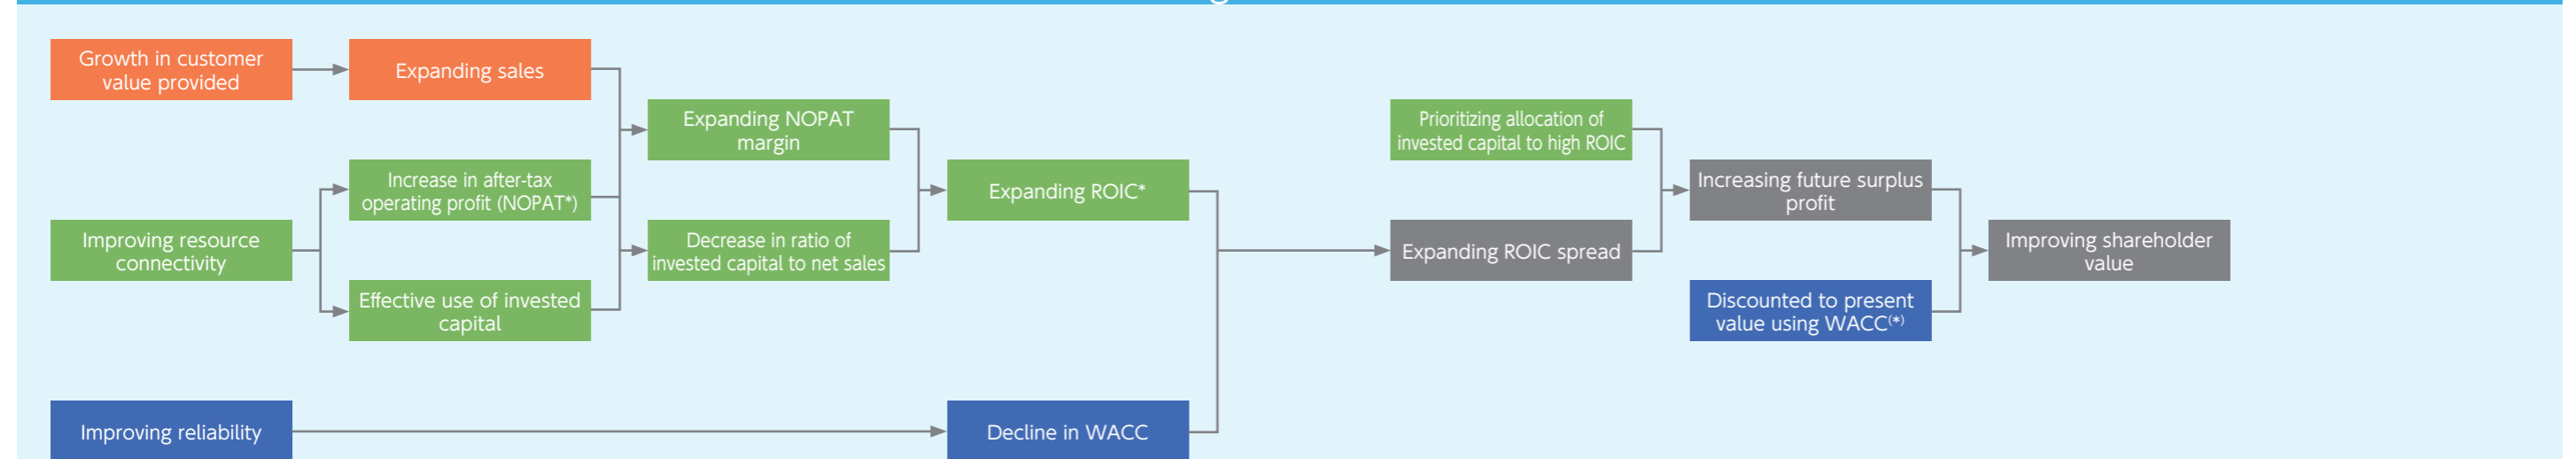 Growth in customer
value provided
Expanding sales
Expanding NOPAT
margin
Prioritizing allocation of
invested capital to high ROIC
Increase in after-tax
operating profit (NOPAT*)
Expanding ROIC*
Increasing future surplus
profit
Improving resource
connectivity
Decrease in ratio of
invested capital to net sales
Expanding ROIC spread
Improving shareholder
value
Effective use of invested
capital
Discounted to present
value using WACC(*)
Improving reliability
Decline in WACC